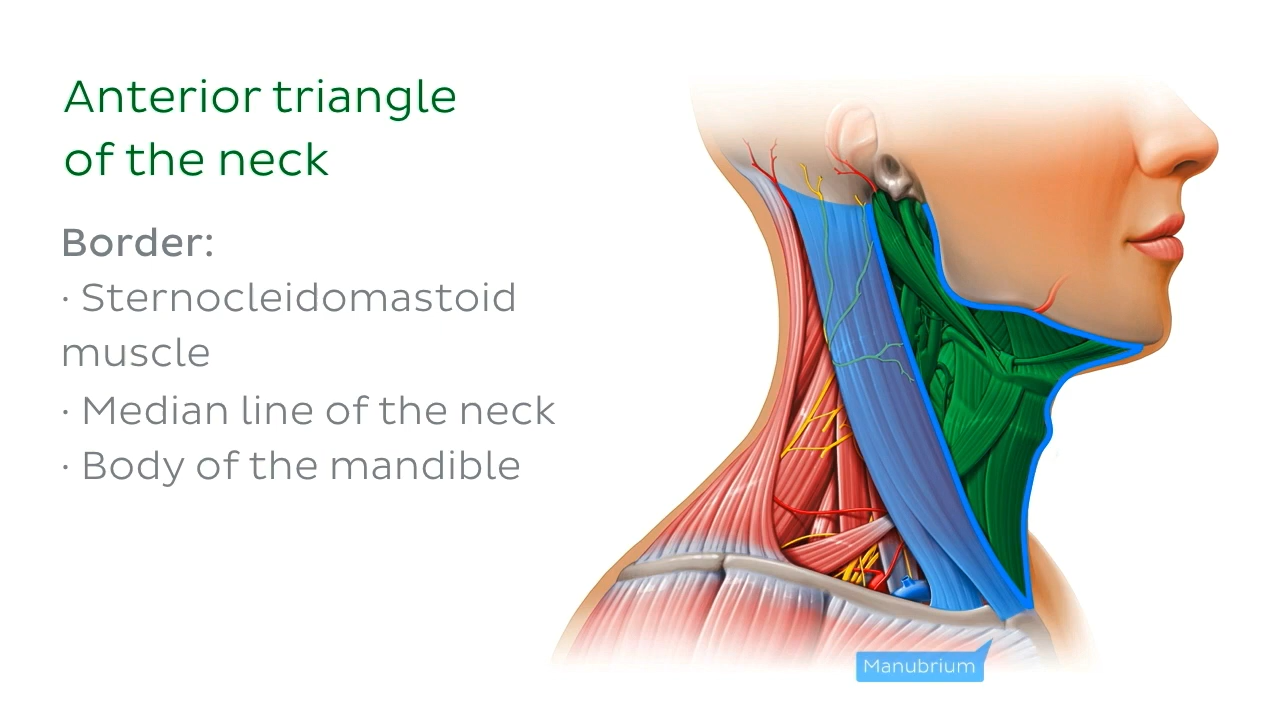 Anterior triangle
of the neck
Border:
· Sternocleidomastoid
muscle
· Median line of the neck
· Body of the mandible
Manubrium